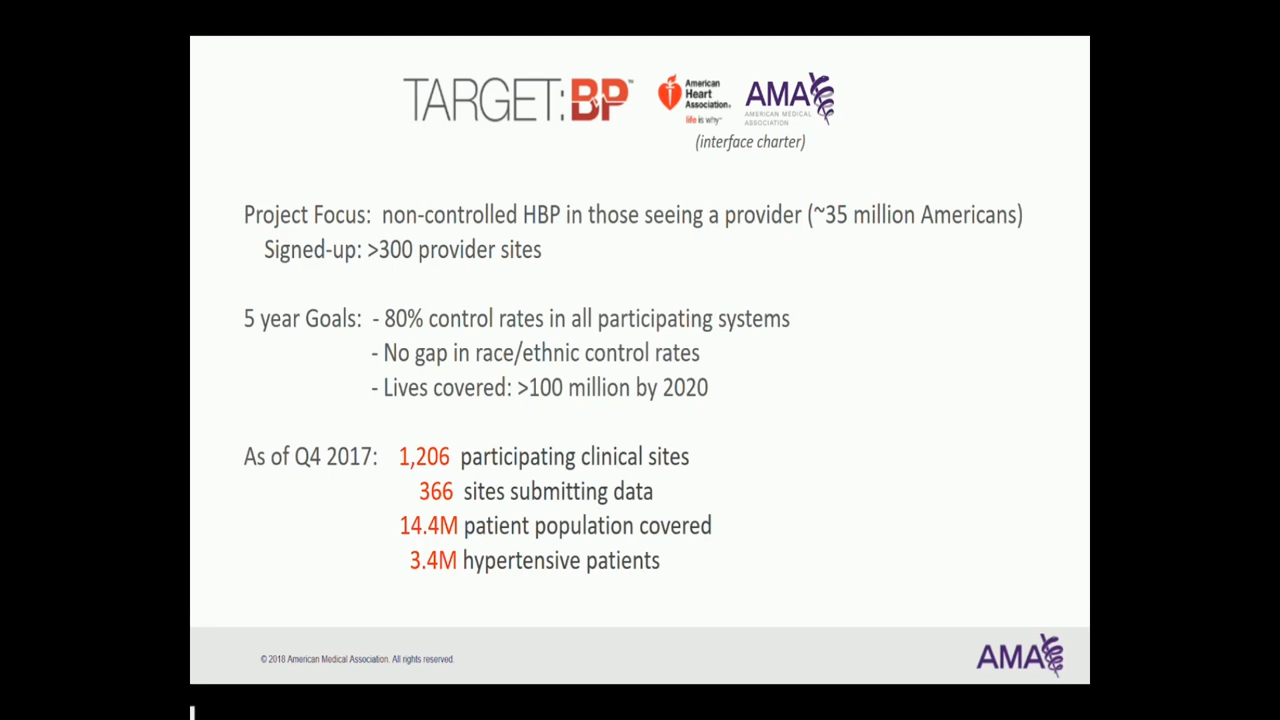 TARGET:BP™
American
Heart
Association®
life is why™
AMA
AMERICAN MEDICAL
ASSOCIATION
(interface charter)
Project Focus: non-controlled HBP in those seeing a provider (~35 million Americans)
Signed-up: >300 provider sites
5 year Goals: - 80% control rates in all participating systems
- No gap in race/ethnic control rates
- Lives covered: >100 million by 2020
As of Q4 2017: 1,206 participating clinical sites
366 sites submitting data
14.4M patient population covered
3.4M hypertensive patients
© 2018 American Medical Association. All rights reserved.
AMA